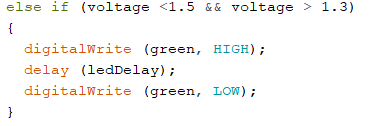 else if (voltage <1.5 && voltage > 1.3)
{
digitalWrite (green, HIGH);
delay (ledDelay);
digitalWrite (green, LOW);
}